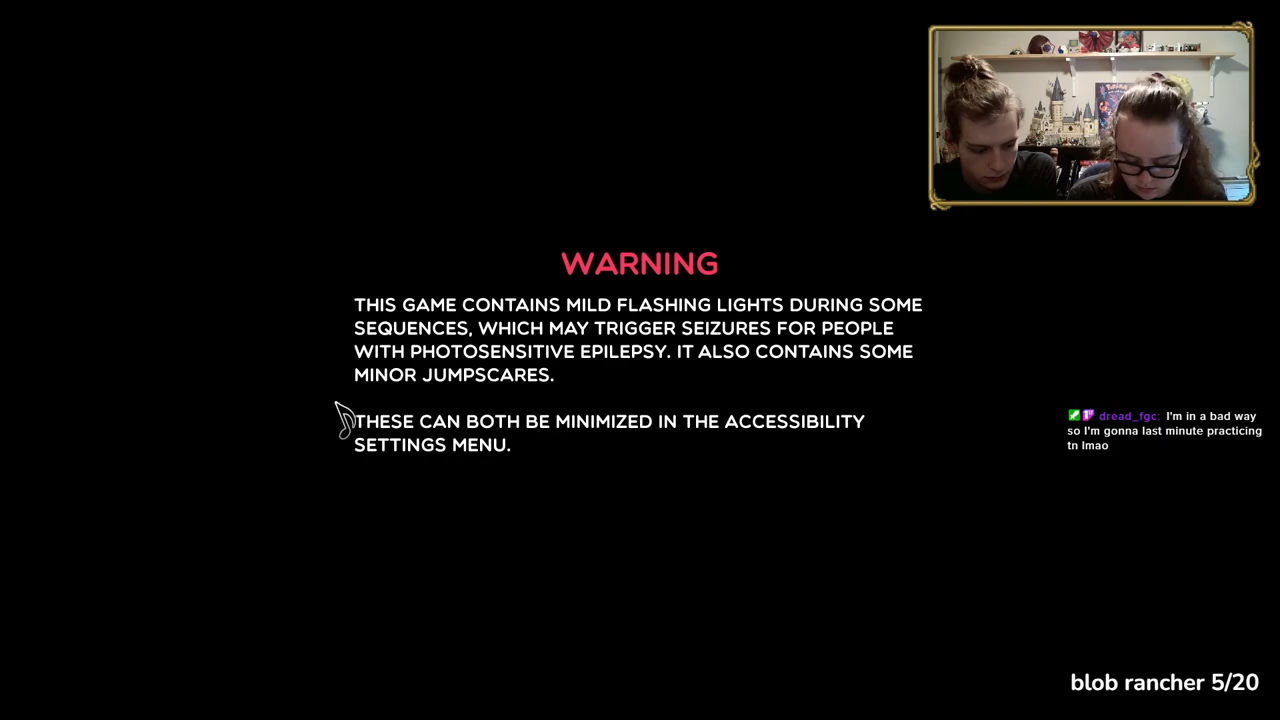 WARNING
THIS GAME CONTAINS MILD FLASHING LIGHTS DURING SOME
SEQUENCES, WHICH MAY TRIGGER SEIZURES FOR PEOPLE
WITH PHOTOSENSITIVE EPILEPSY. IT ALSO CONTAINS SOME
MINOR JUMPSCARES.
THESE CAN BOTH BE MINIMIZED IN THE ACCESSIBILITY
SETTINGS MENU.
dread_fgc: I'm in a bad way
so I'm gonna last minute practicing
tn lmao
blob rancher 5/20